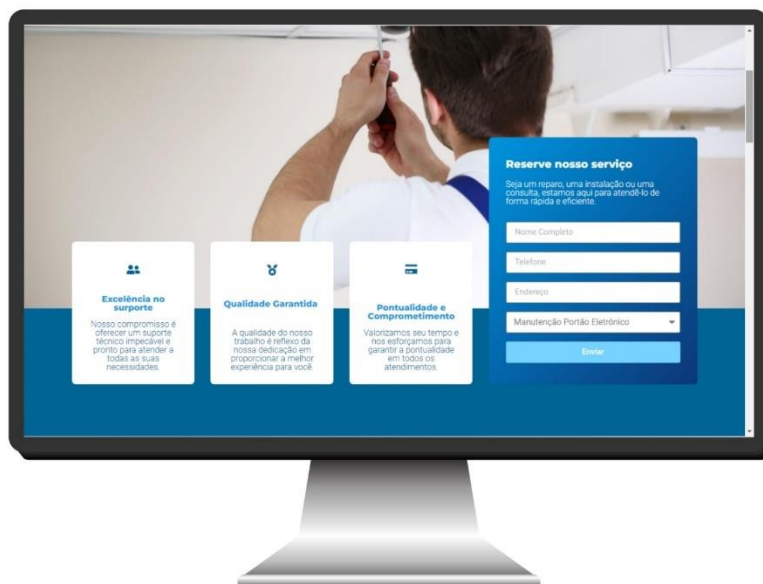 Reserve nosso serviço
Seja um reparo, uma instalação ou uma
consulta, estamos aqui para atendê-lo de
forma rápida e eficiente.
Nome Completo
Telefone
Endereço
Manutenção Portão Eletrônico
Enviar
Excelência no
surporte
Nosso compromisso é
oferecer um suporte
técnico impecável e
pronto para atender a
todas as suas
necessidades.
Qualidade Garantida
A qualidade do nosso
trabalho é reflexo da
nossa dedicação em
proporcionar a melhor
experiência para você.
Pontualidade e
Comprometimento
Valorizamos seu tempo e
nos esforçamos para
garantir a pontualidade
em todos os
atendimentos.